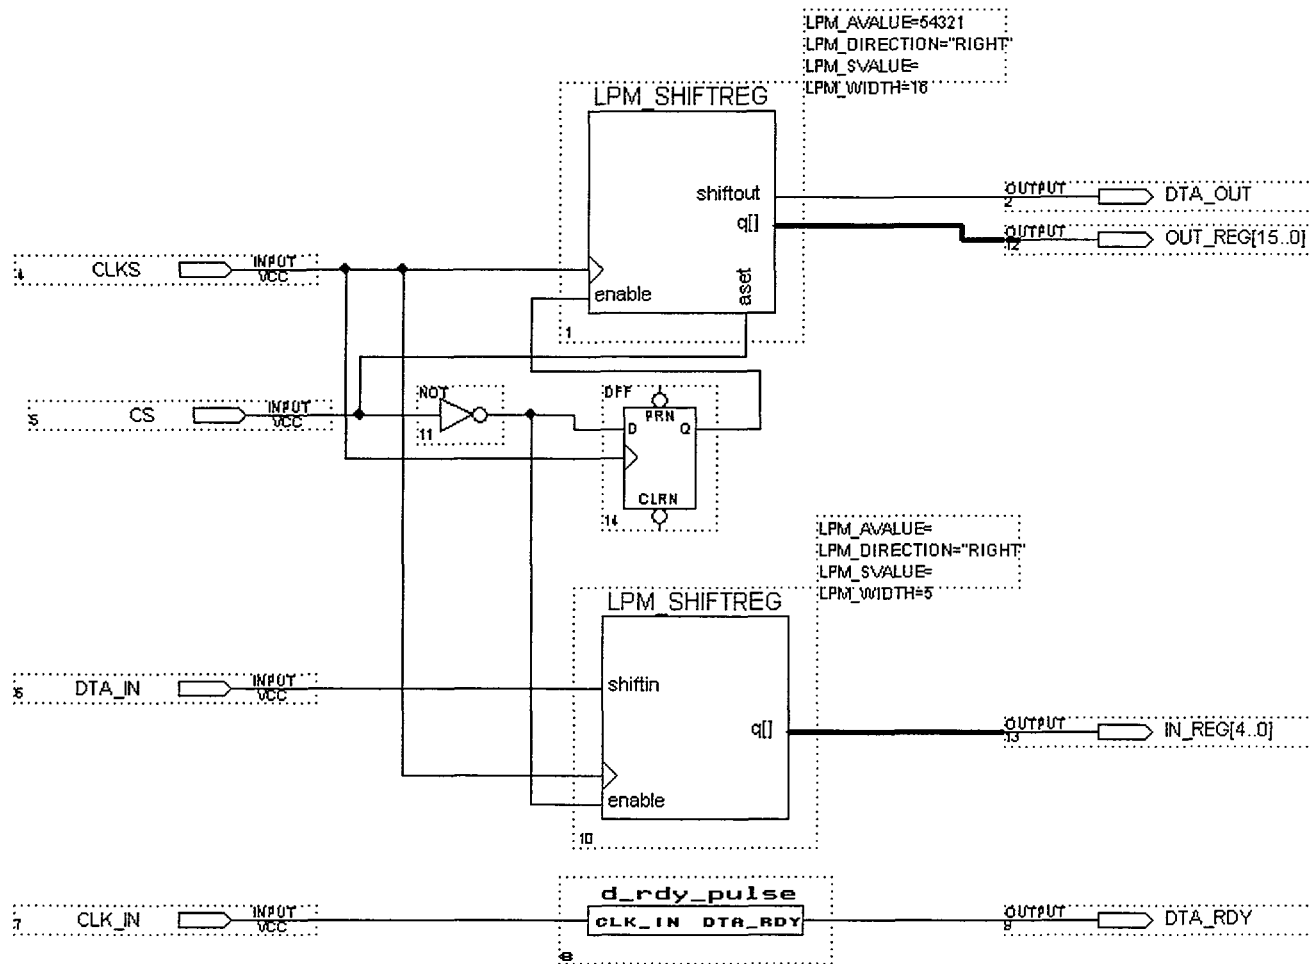 LPM_AVALUE=54321
LPM_DIRECTION="RIGHT"
LPM_SVALUE=
LPM_WIDTH=16
LPM_SHIFTREG
shiftout
q[]
aset
enable
1
OUTPUT
2
DTA_OUT
OUTPUT
12
OUT_REG[15..0]
4
CLKS
INPUT
VCC
5
CS
INPUT
VCC
NOT
11
DFF
PRN
D
Q
CLRN
14
LPM_AVALUE=
LPM_DIRECTION="RIGHT"
LPM_SVALUE=
LPM_WIDTH=5
LPM_SHIFTREG
shiftin
q[]
enable
10
6
DTA_IN
INPUT
VCC
OUTPUT
13
IN_REG[4..0]
d_rdy_pulse
CLK_IN DTA_RDY
8
7
CLK_IN
INPUT
VCC
OUTPUT
9
DTA_RDY